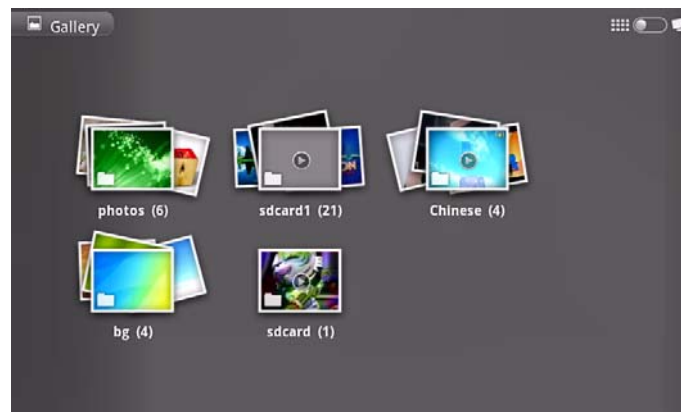 Gallery
photos (6)
sdcard1 (21)
Chinese (4)
bg (4)
sdcard (1)